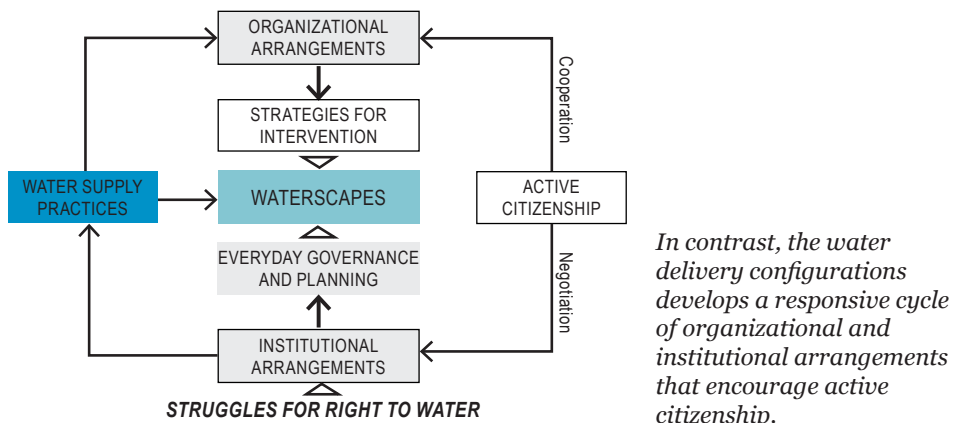 ORGANIZATIONAL
ARRANGEMENTS
Cooperation
STRATEGIES FOR
INTERVENTION
WATER SUPPLY
PRACTICES
WATERSCAPES
ACTIVE
CITIZENSHIP
EVERYDAY GOVERNANCE
AND PLANNING
Negotiation
INSTITUTIONAL
ARRANGEMENTS
STRUGGLES FOR RIGHT TO WATER
In contrast, the water
delivery configurations
develops a responsive cycle
of organizational and
institutional arrangements
that encourage active
citizenship.